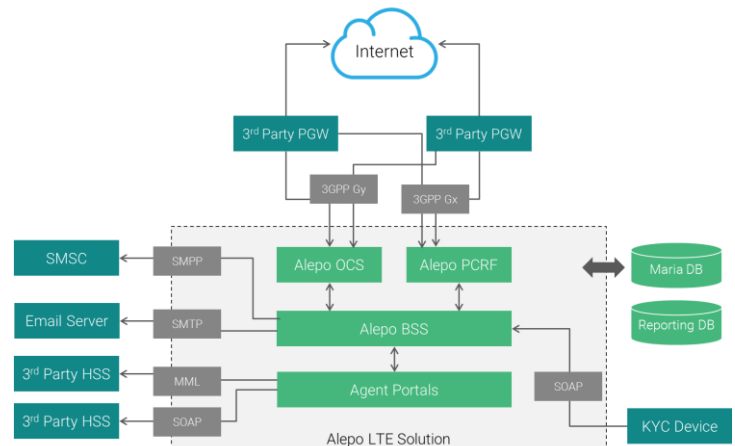 Internet
3rd Party PGW
3rd Party PGW
3GPP Gy
3GPP Gx
SMSC
SMPP
Alepo OCS
Alepo PCRF
Maria DB
Email Server
SMTP
Alepo BSS
Reporting DB
3rd Party HSS
MML
Agent Portals
SOAP
3rd Party HSS
SOAP
KYC Device
Alepo LTE Solution